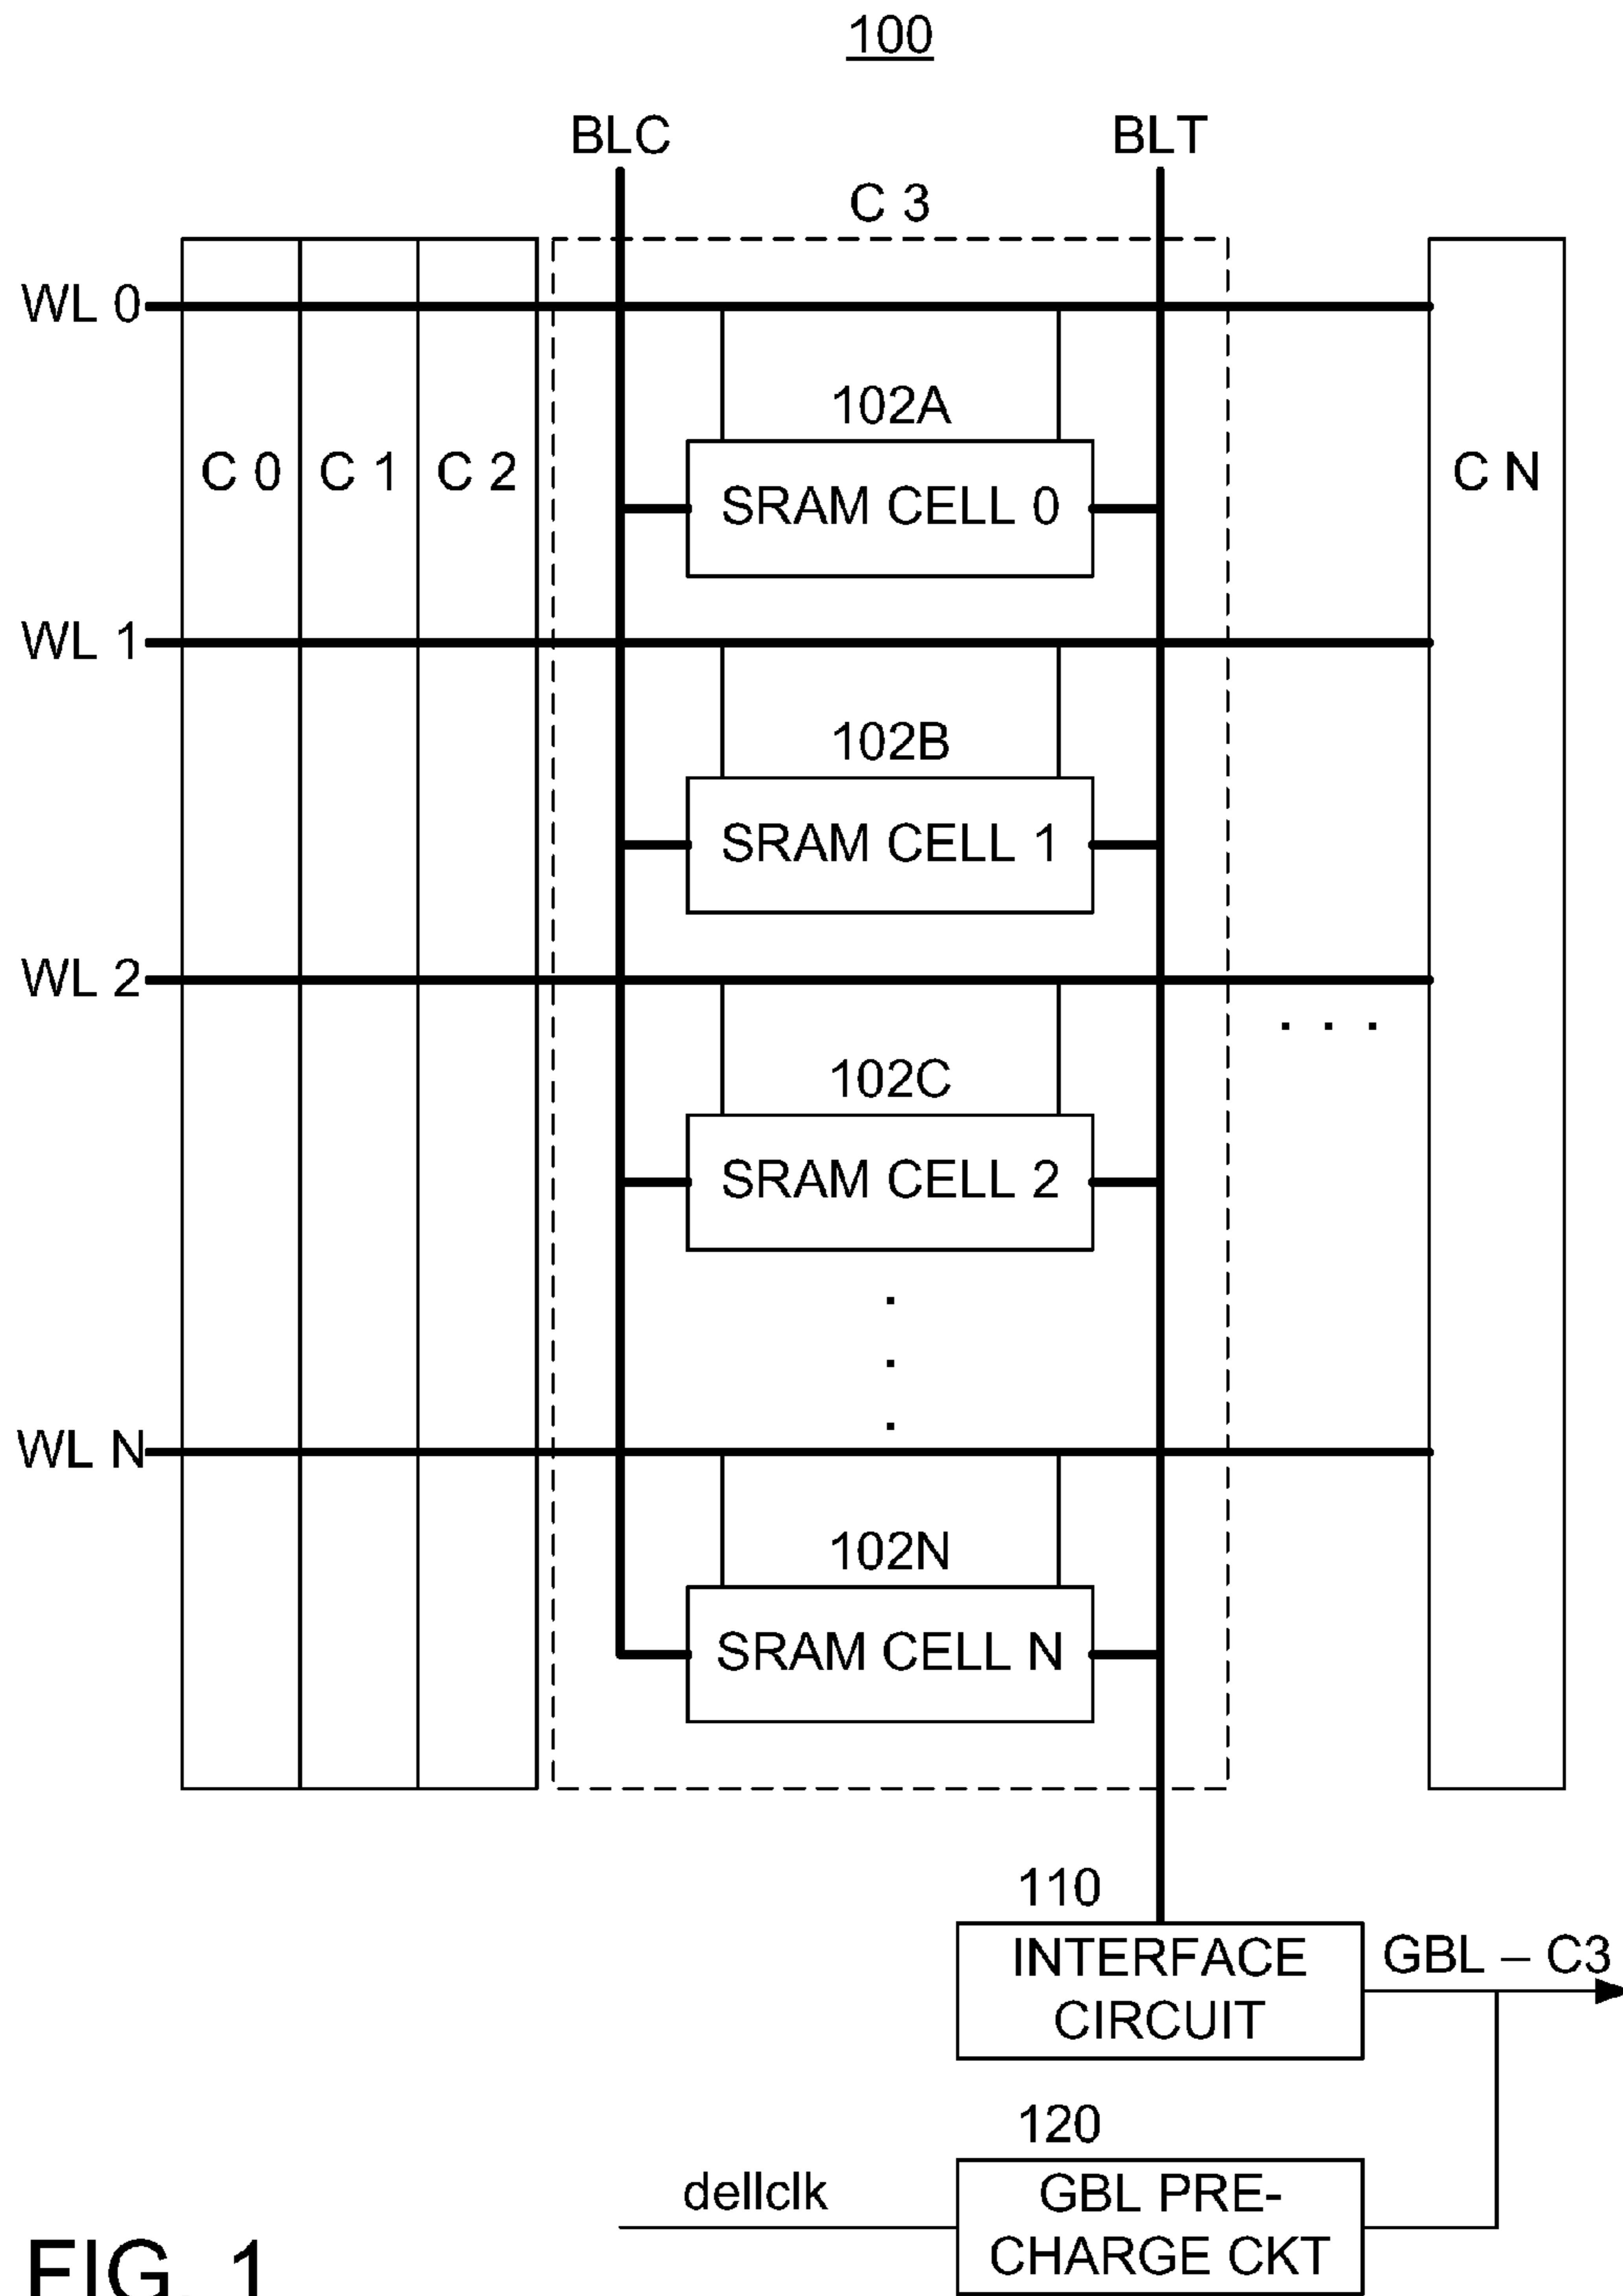 100
BLC
BLT
C 3
WL 0
102A
C 0
C 1
C 2
SRAM CELL 0
C N
WL 1
102B
SRAM CELL 1
WL 2
. . .
102C
SRAM CELL 2
.
.
.
WL N
102N
SRAM CELL N
110
INTERFACE
CIRCUIT
GBL – C3
120
dellclk
GBL PRE-
CHARGE CKT
FIG. 1